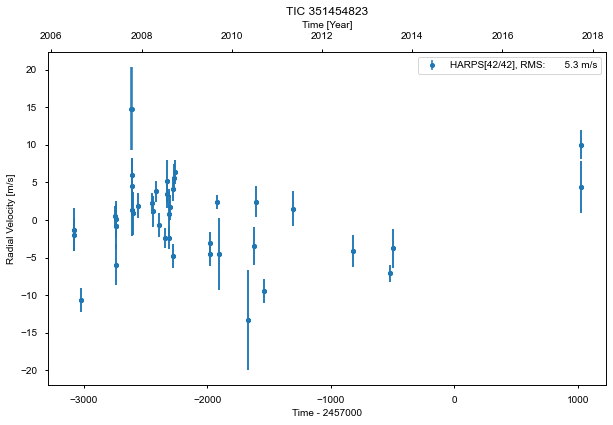 TIC 351454823
Time [Year]
2006 2008 2010 2012 2014 2016 2018
HARPS[42/42], RMS: 5.3 m/s
Radial Velocity [m/s]
20
15
10
5
0
−5
−10
−15
−20
−3000 −2000 −1000 0 1000
Time - 2457000